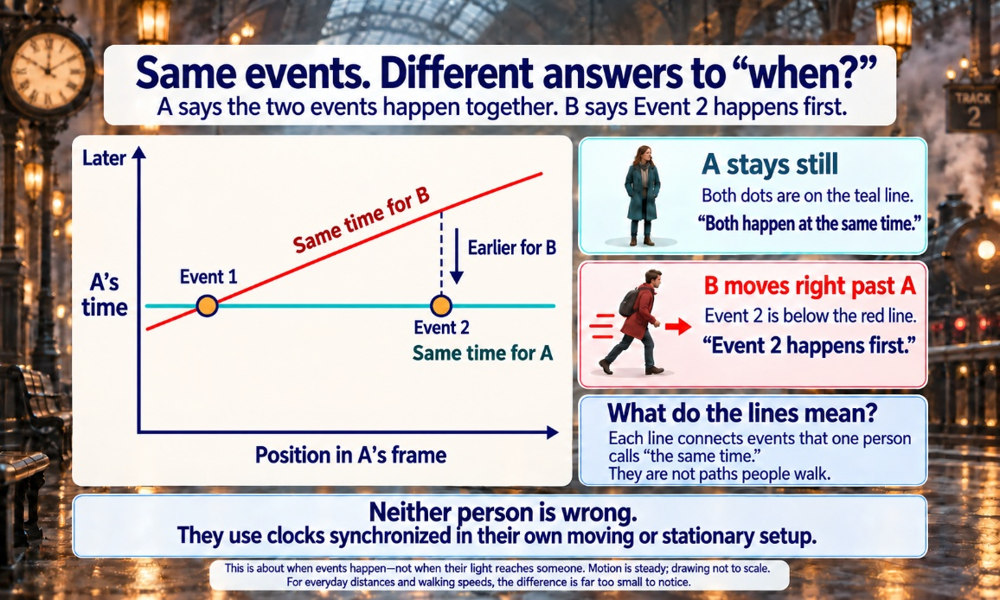 Same events. Different answers to “when?”
A says the two events happen together. B says Event 2 happens first.
TRACK
2
Later
A’s
time
Same time for B
Earlier for B
Event 1
Event 2
Same time for A
Position in A’s frame
A stays still
Both dots are on the teal line.
“Both happen at the same time.”
B moves right past A
Event 2 is below the red line.
“Event 2 happens first.”
What do the lines mean?
Each line connects events that one person
calls “the same time.”
They are not paths people walk.
Neither person is wrong.
They use clocks synchronized in their own moving or stationary setup.
This is about when events happen—not when their light reaches someone. Motion is steady; drawing not to scale.
For everyday distances and walking speeds, the difference is far too small to notice.